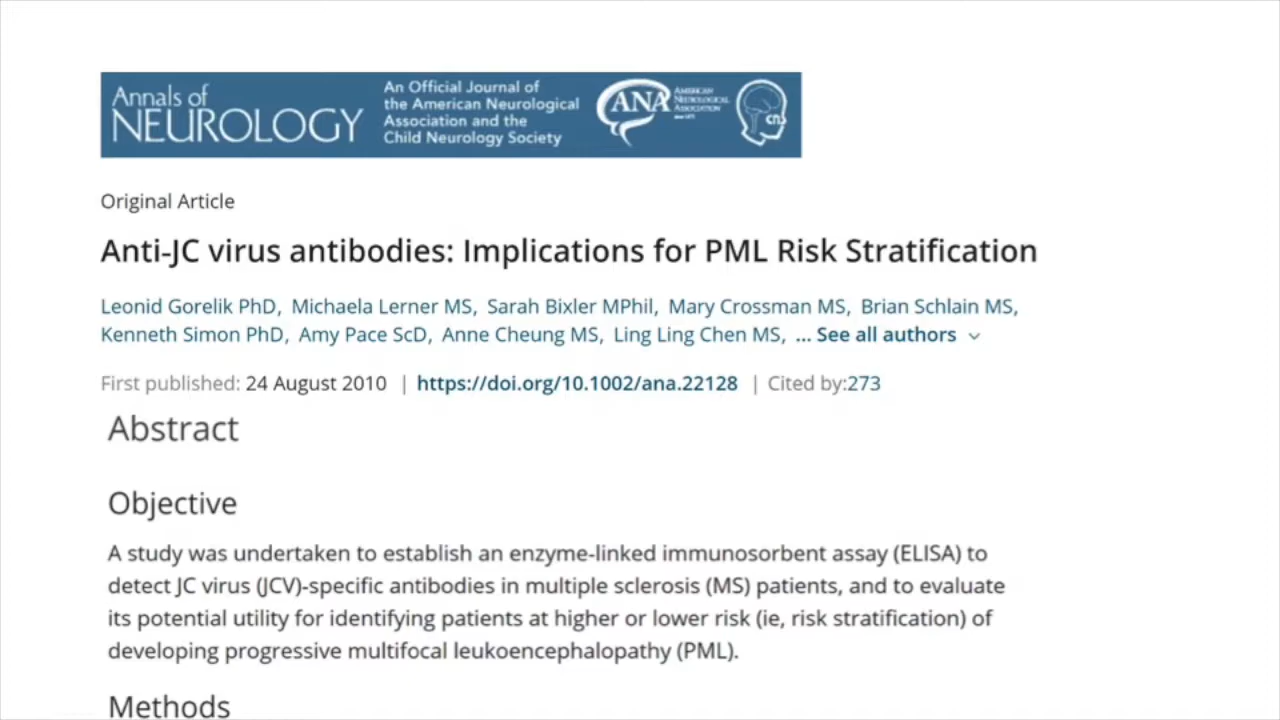 Annals of
NEUROLOGY
An Official Journal of
the American Neurological
Association and the
Child Neurology Society
ANA
AMERICAN
NEUROLOGICAL
ASSOCIATION
cns
Original Article
Anti-JC virus antibodies: Implications for PML Risk Stratification
Leonid Gorelik PhD, Michaela Lerner MS, Sarah Bixler MPhil, Mary Crossman MS, Brian Schlain MS,
Kenneth Simon PhD, Amy Pace ScD, Anne Cheung MS, Ling Ling Chen MS, ... See all authors
First published: 24 August 2010 | https://doi.org/10.1002/ana.22128 | Cited by:273
Abstract
Objective
A study was undertaken to establish an enzyme-linked immunosorbent assay (ELISA) to
detect JC virus (JCV)-specific antibodies in multiple sclerosis (MS) patients, and to evaluate
its potential utility for identifying patients at higher or lower risk (ie, risk stratification) of
developing progressive multifocal leukoencephalopathy (PML).
Methods